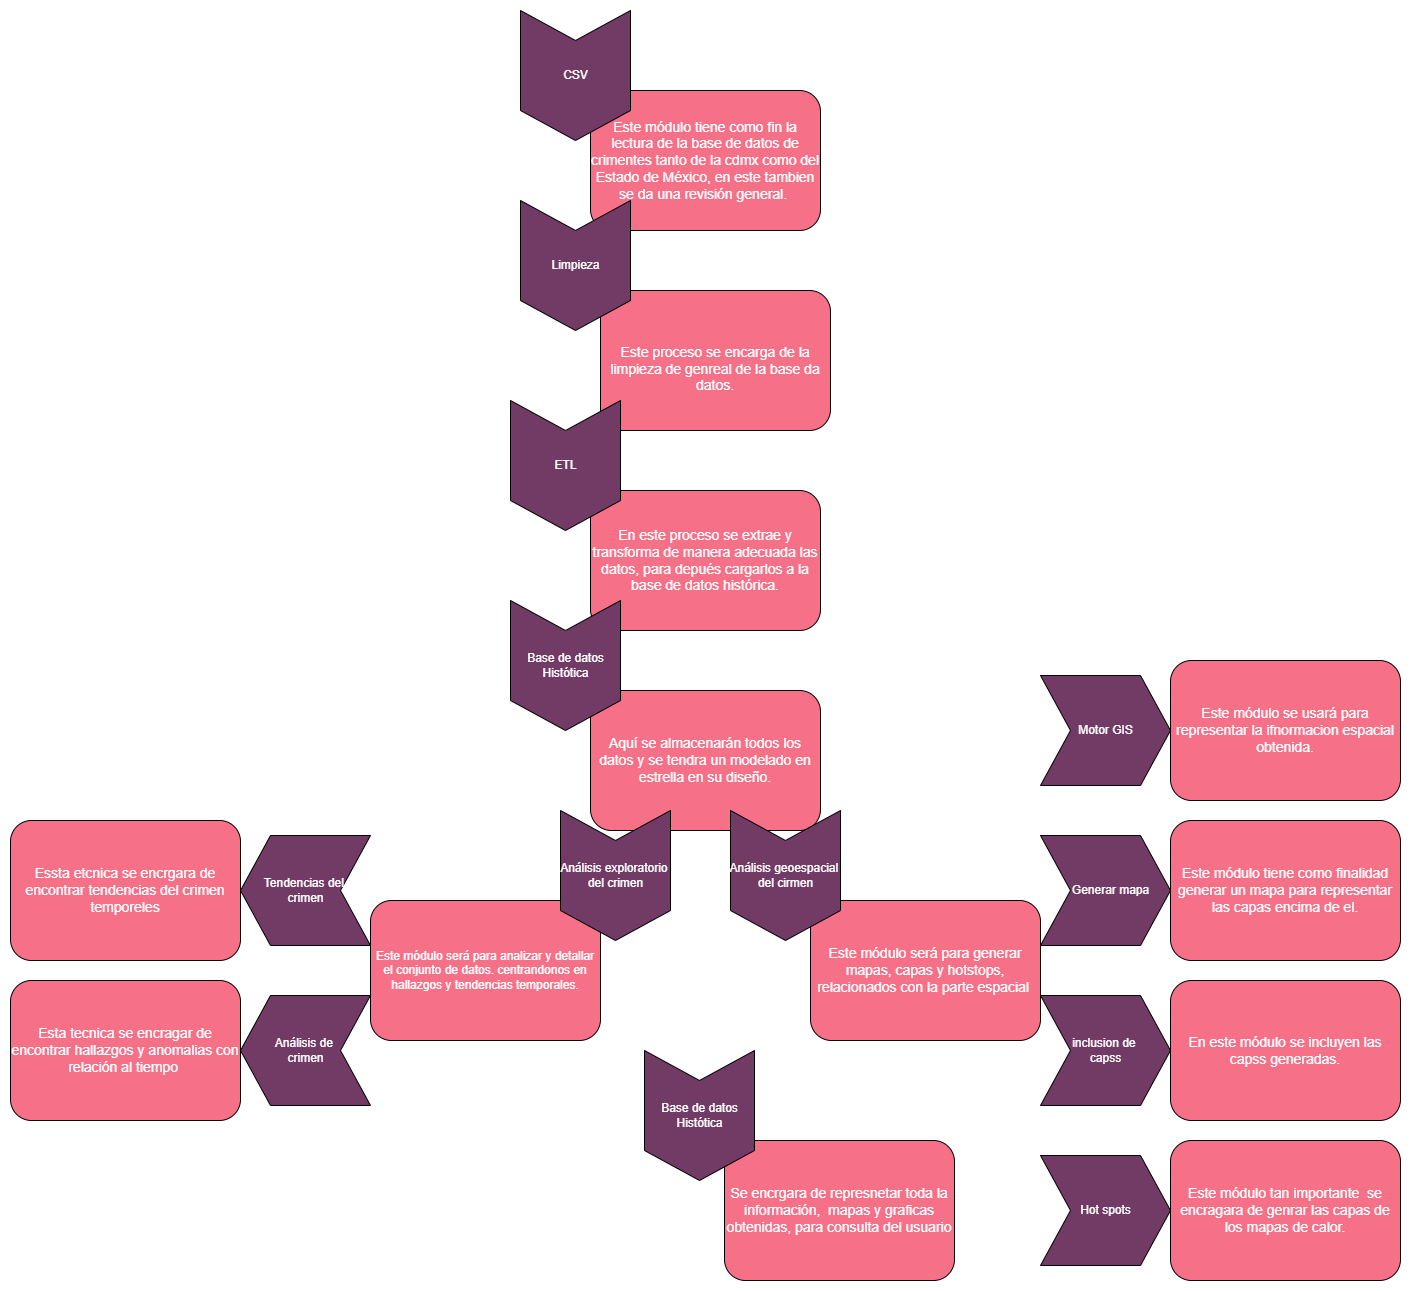 CSV
Este módulo tiene como fin la
lectura de la base de datos de
crimentes tanto de la cdmx como del
Estado de México, en este tambien
se da una revisión general.
Limpieza
Este proceso se encarga de la
limpieza de genreal de la base da
datos.
ETL
En este proceso se extrae y
transforma de manera adecuada las
datos, para depués cargarlos a la
base de datos histórica.
Base de datos
Histótica
Aquí se almacenarán todos los
datos y se tendra un modelado en
estrella en su diseño.
Análisis exploratorio
del crimen
Este módulo será para analizar y detallar
el conjunto de datos. centrandonos en
hallazgos y tendencias temporales.
Tendencias del
crimen
Essta etcnica se encrgara de
encontrar tendencias del crimen
temporeles
Análisis de
crimen
Esta tecnica se encragar de
encontrar hallazgos y anomalias con
relación al tiempo
Análisis geoespacial
del cirmen
Este módulo será para generar
mapas, capas y hotstops,
relacionados con la parte espacial
Motor GIS
Este módulo se usará para
representar la ifnormacion espacial
obtenida.
Generar mapa
Este módulo tiene como finalidad
generar un mapa para representar
las capas encima de el.
inclusion de
capss
En este módulo se incluyen las
capss generadas.
Hot spots
Este módulo tan importante  se
encragara de genrar las capas de
los mapas de calor.
Base de datos
Histótica
Se encrgara de represnetar toda la
información,  mapas y graficas
obtenidas, para consulta del usuario